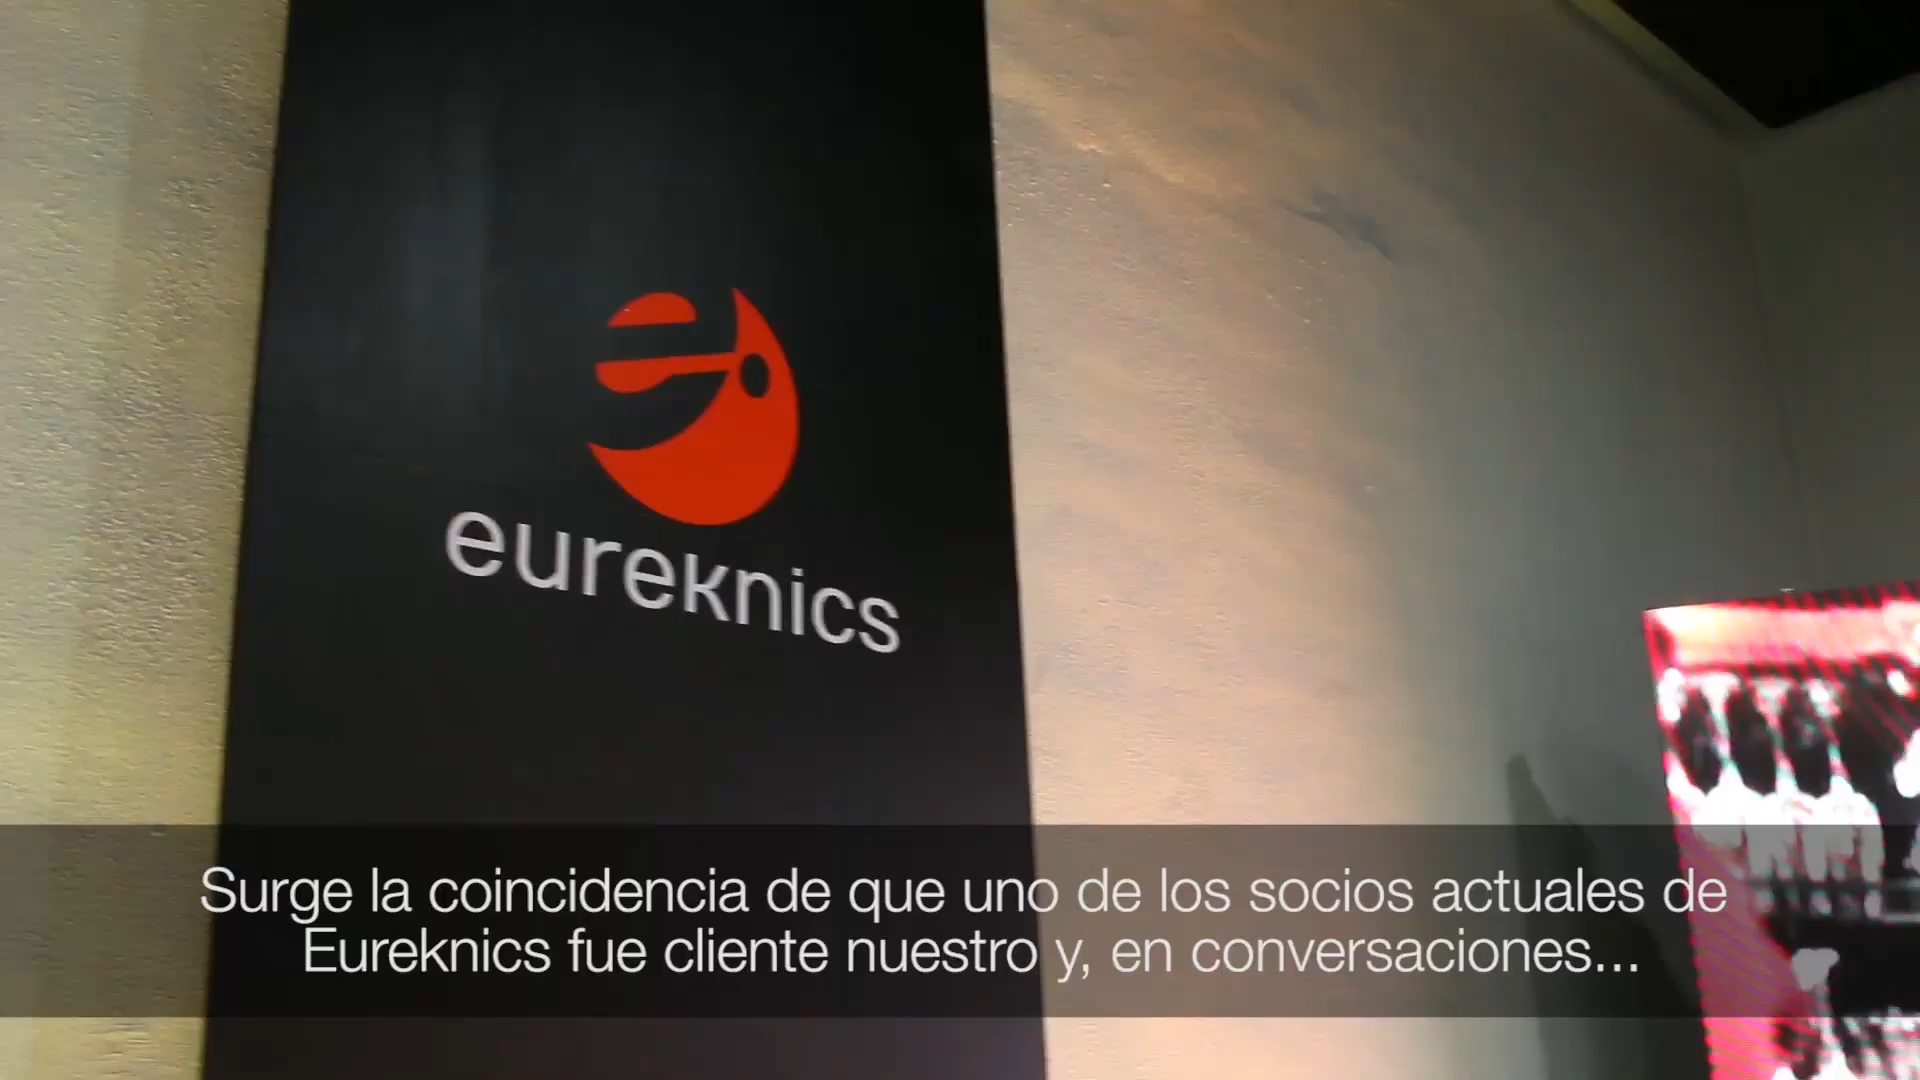 eureknics
Surge la coincidencia de que uno de los socios actuales de
Eureknics fue cliente nuestro y, en conversaciones...